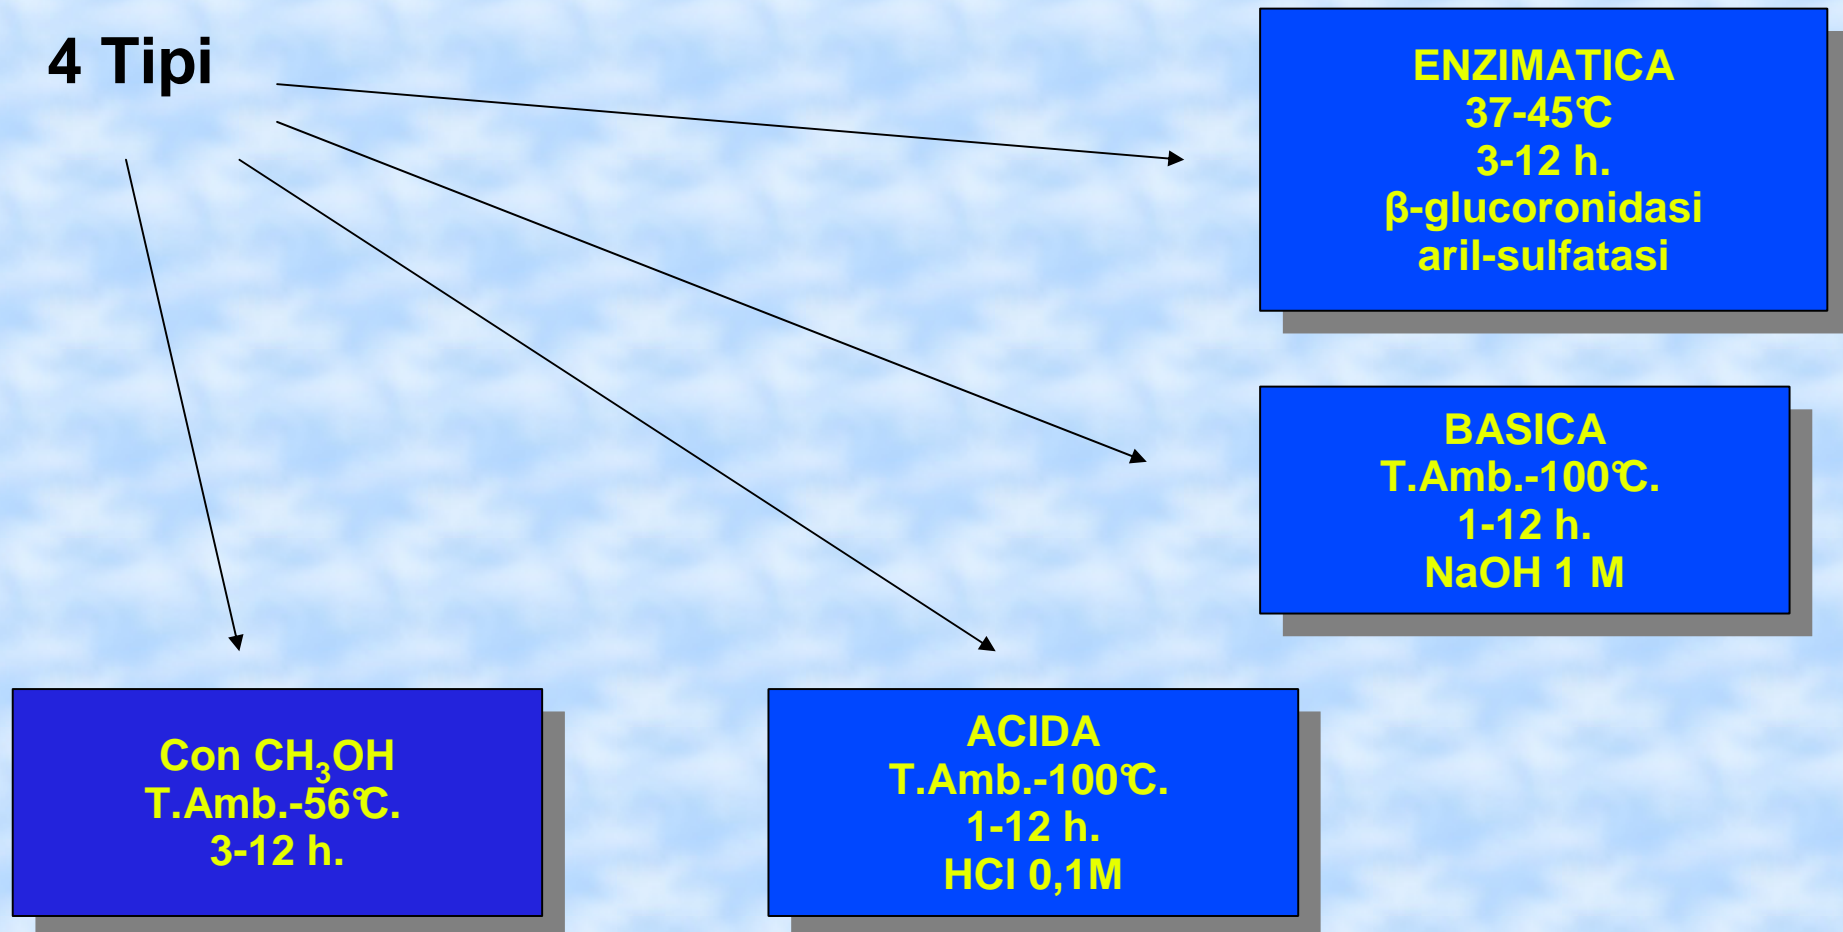 4 Tipi
ENZIMATICA
37-45°C
3-12 h.
β-glucoronidasi
aril-sulfatasi
BASICA
T.Amb.-100°C.
1-12 h.
NaOH 1 M
Con CH₃OH
T.Amb.-56°C.
3-12 h.
ACIDA
T.Amb.-100°C.
1-12 h.
HCl 0,1M